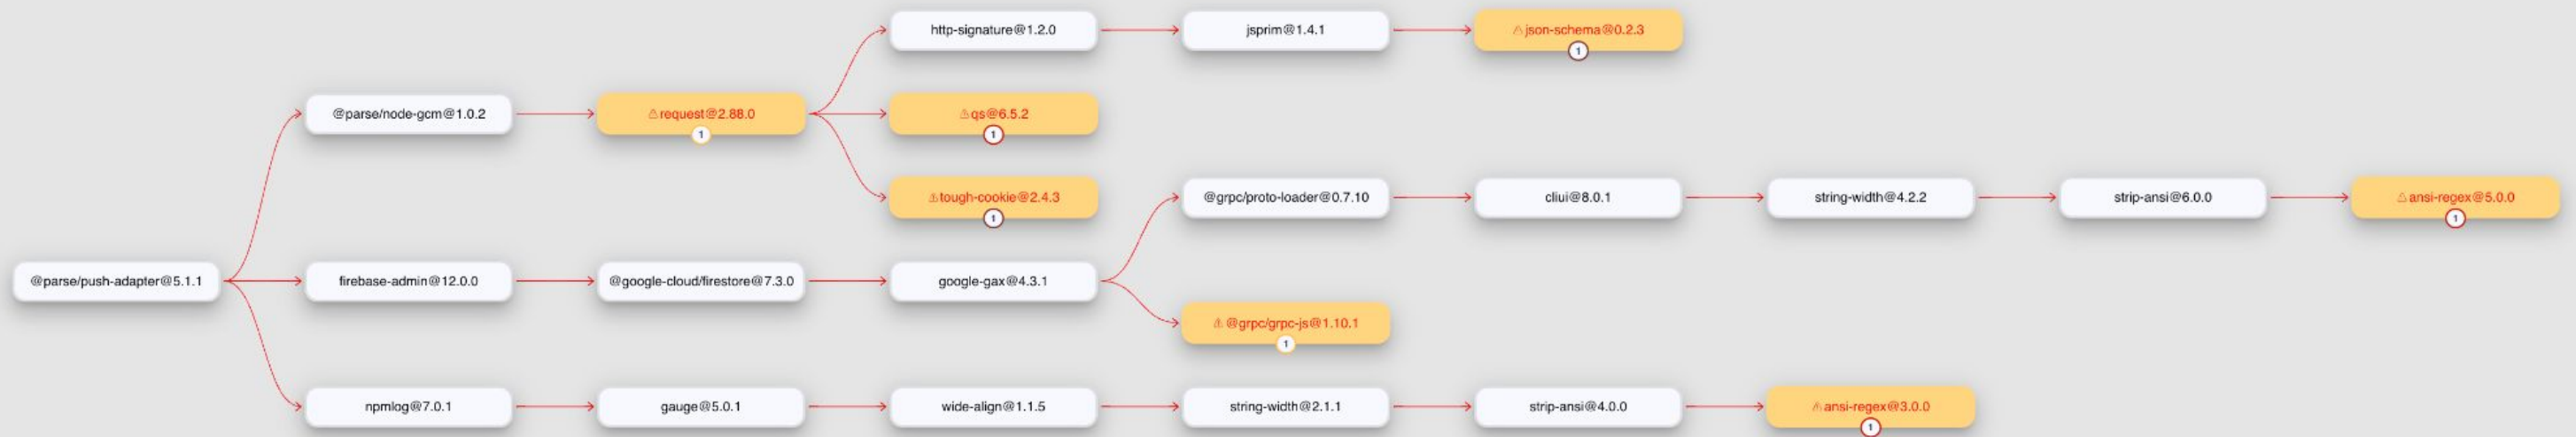 http-signature@1.2.0
jsprim@1.4.1
⚠json-schema@0.2.3
1
@parse/node-gcm@1.0.2
⚠request@2.88.0
1
⚠qs@6.5.2
1
⚠tough-cookie@2.4.3
1
@grpc/proto-loader@0.7.10
cliui@8.0.1
string-width@4.2.2
strip-ansi@6.0.0
⚠ansi-regex@5.0.0
1
@parse/push-adapter@5.1.1
firebase-admin@12.0.0
@google-cloud/firestore@7.3.0
google-gax@4.3.1
⚠@grpc/grpc-js@1.10.1
1
npmlog@7.0.1
gauge@5.0.1
wide-align@1.1.5
string-width@2.1.1
strip-ansi@4.0.0
⚠ansi-regex@3.0.0
1